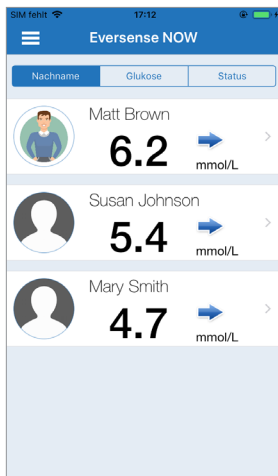 SIM fehlt 17:12
Eversense NOW
Nachname Glukose Status
Matt Brown
6.2 mmol/L
Susan Johnson
5.4 mmol/L
Mary Smith
4.7 mmol/L